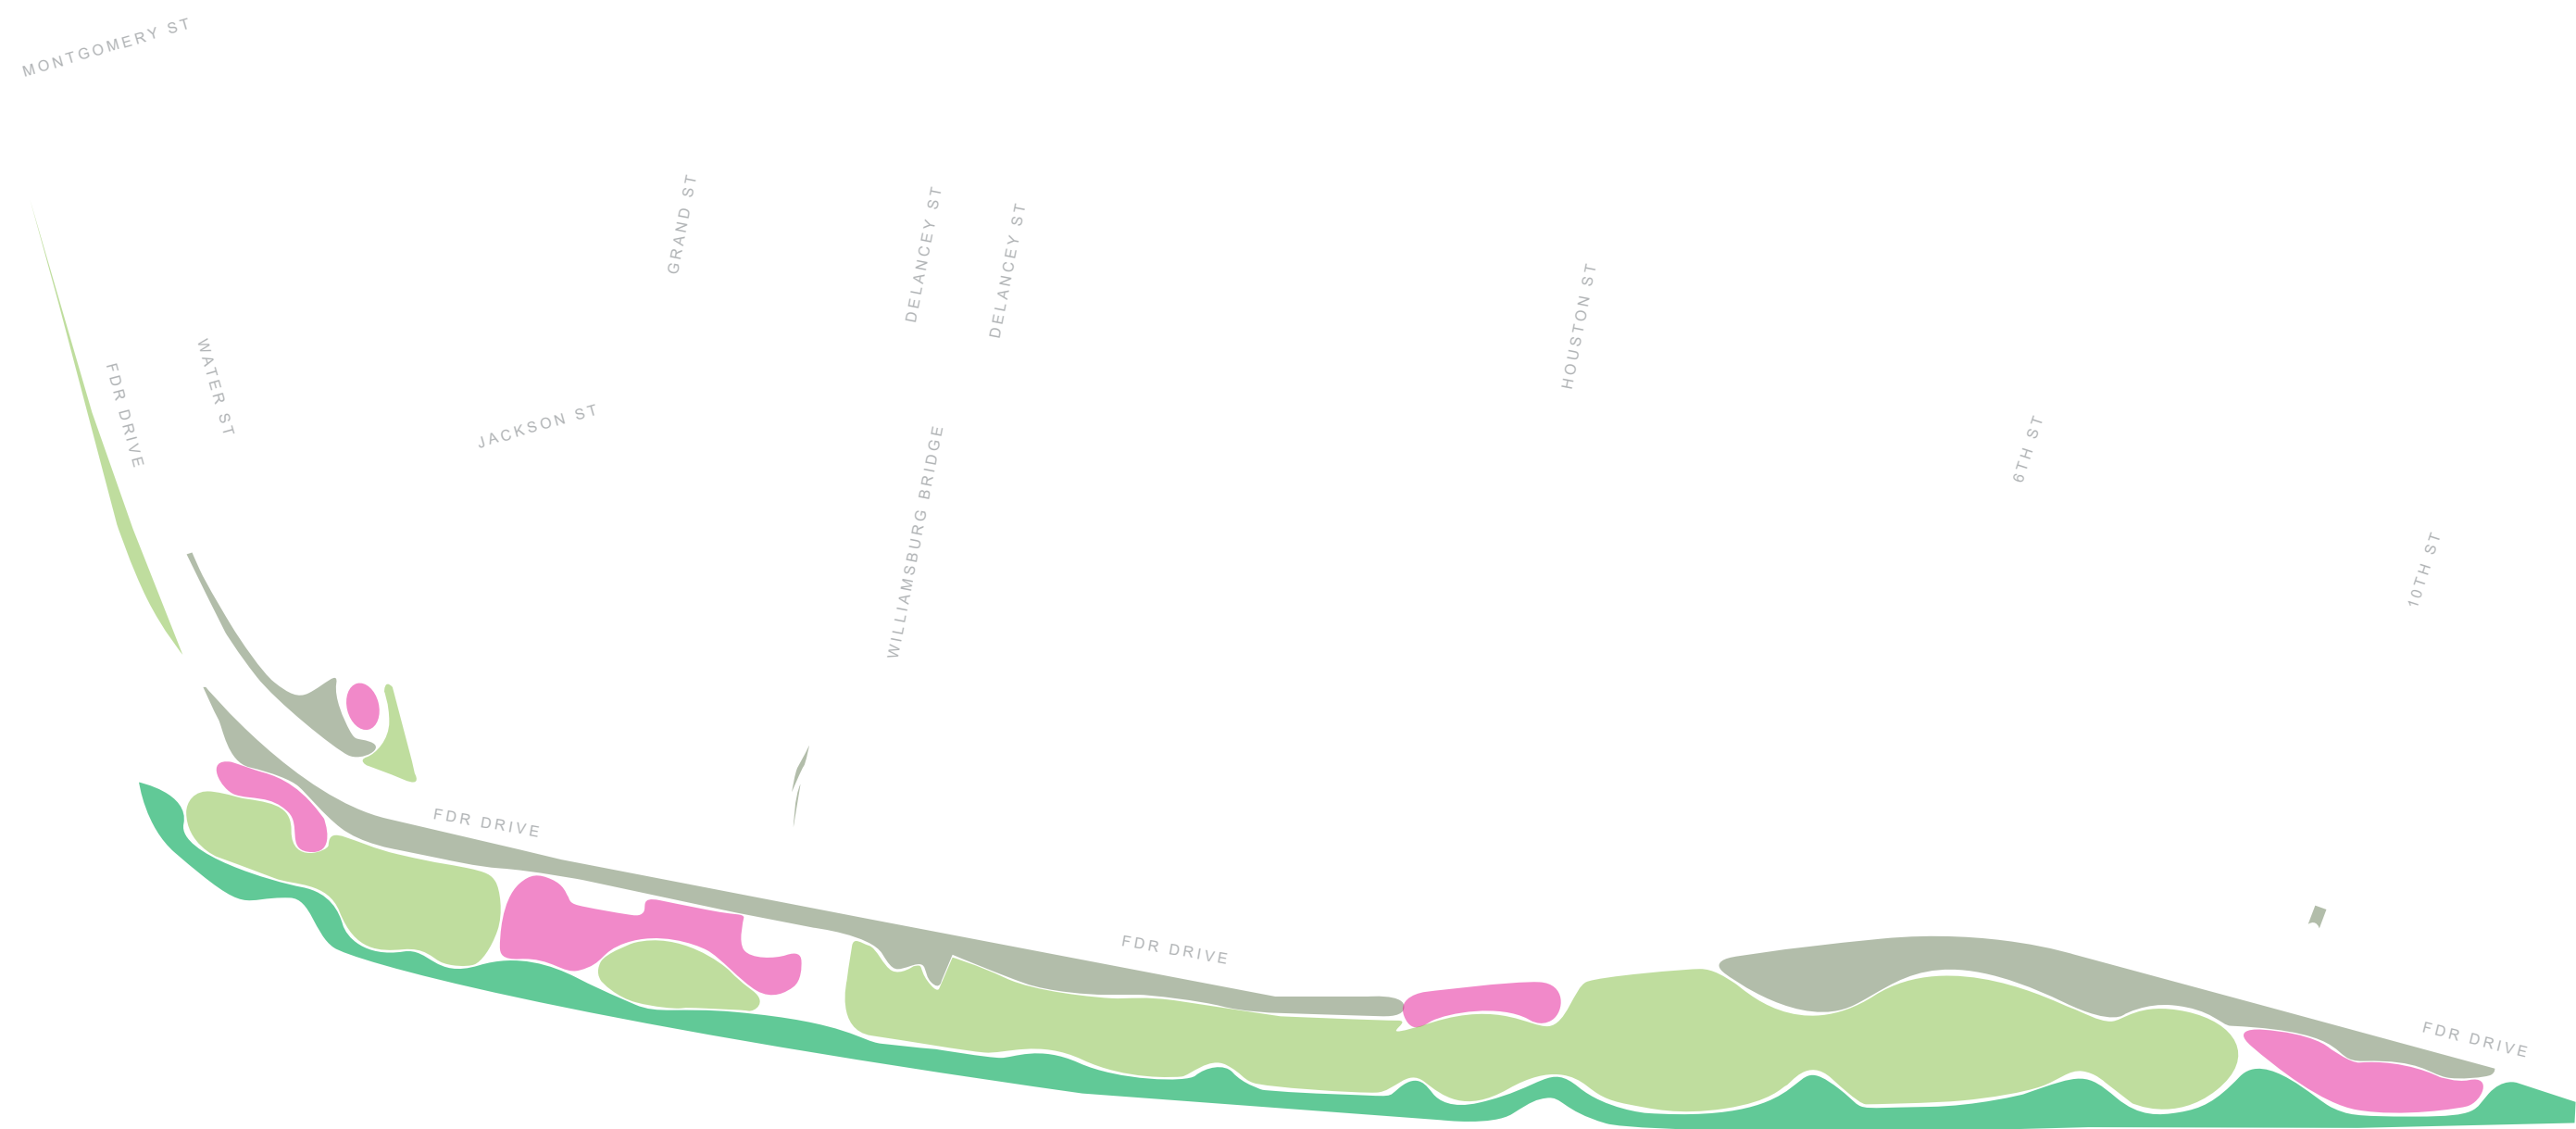 MONTGOMERY ST
GRAND ST
DELANCEY ST
DELANCEY ST
HOUSTON ST
FDR DRIVE
WATER ST
JACKSON ST
WILLIAMSBURG BRIDGE
6TH ST
10TH ST
FDR DRIVE
FDR DRIVE
FDR DRIVE